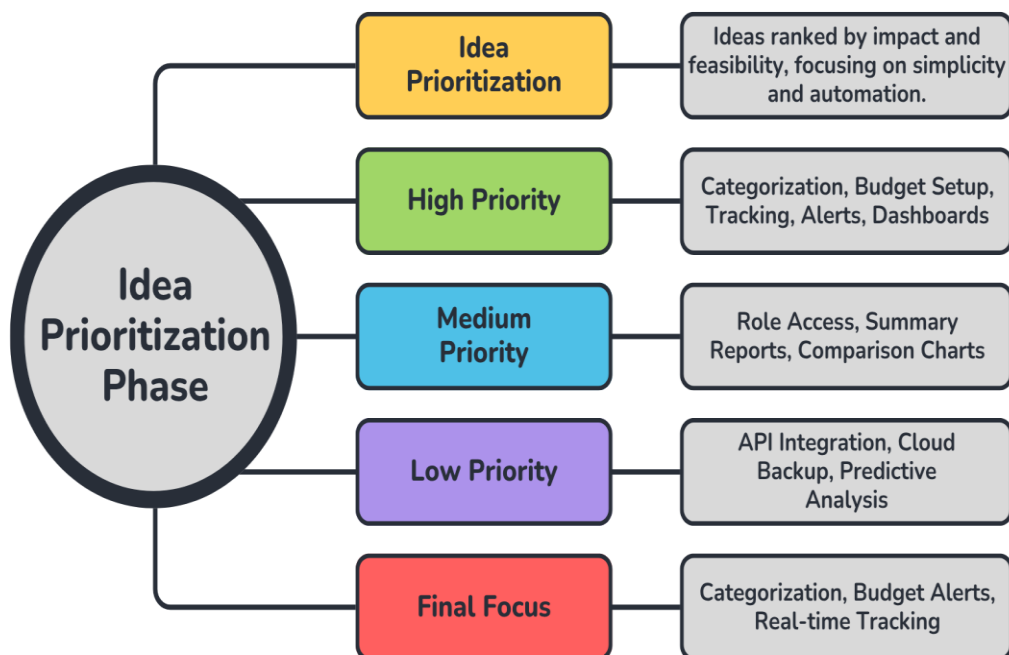 Idea
Prioritization
Phase
Idea
Prioritization
Ideas ranked by impact and
feasibility, focusing on simplicity
and automation.
High Priority
Categorization, Budget Setup,
Tracking, Alerts, Dashboards
Medium
Priority
Role Access, Summary
Reports, Comparison Charts
Low Priority
API Integration, Cloud
Backup, Predictive
Analysis
Final Focus
Categorization, Budget Alerts,
Real-time Tracking